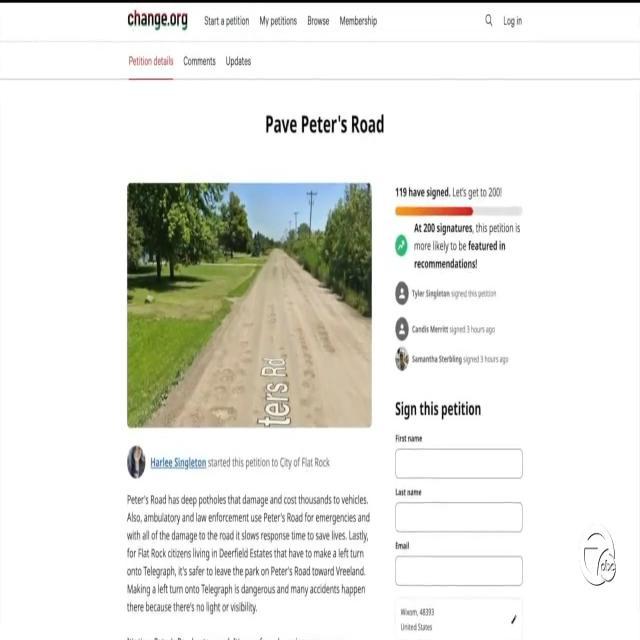 change.org Start a petition My petitions Browse Membership Log in
Petition details Comments Updates
Pave Peter's Road
ters Rd
Harlee Singleton started this petition to City of Flat Rock
Peter's Road has deep potholes that damage and cost thousands to vehicles.
Also, ambulatory and law enforcement use Peter's Road for emergencies and
with all of the damage to the road it slows response time to save lives. Lastly,
for Flat Rock citizens living in Deerfield Estates that have to make a left turn
onto Telegraph, it's safer to leave the park on Peter's Road toward Vreeland.
Making a left turn onto Telegraph is dangerous and many accidents happen
there because there's no light or visibility.
119 have signed. Let's get to 200!
At 200 signatures, this petition is
more likely to be featured in
recommendations!
Tyler Singleton signed this petition
Candis Merritt signed 3 hours ago
Samantha Sterbling signed 3 hours ago
Sign this petition
First name
Last name
Email
Wixom, 48393
United States
7 abc